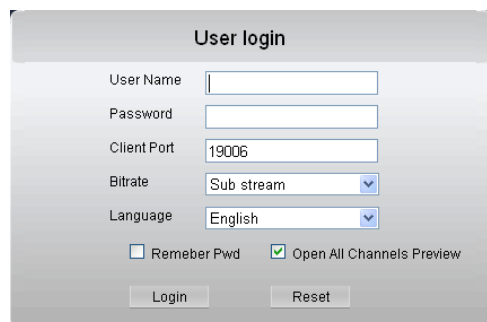 User login
User Name
Password
Client Port 19006
Bitrate Sub stream
Language English
Remeber Pwd Open All Channels Preview
Login Reset